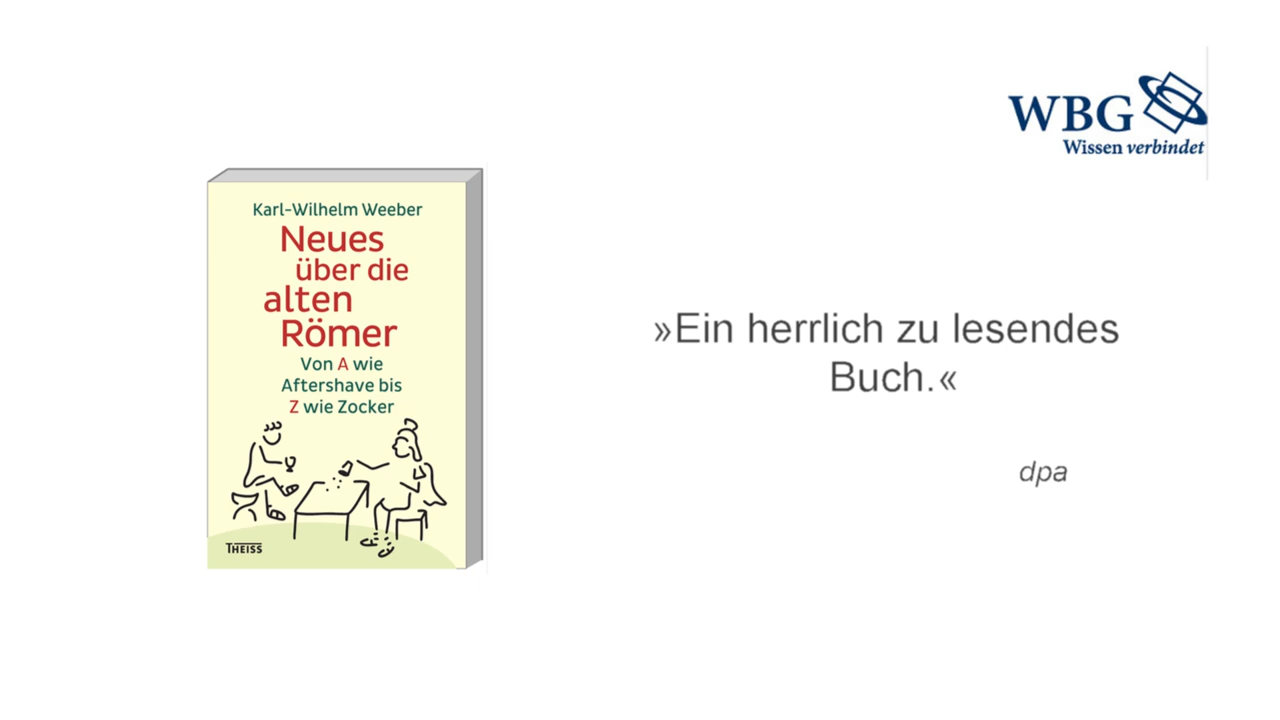 WBG
Wissen verbindet
Karl-Wilhelm Weeber
Neues
über die
alten
Römer
Von A wie
Aftershave bis
Z wie Zocker
THEISS
»Ein herrlich zu lesendes
Buch.«
dpa